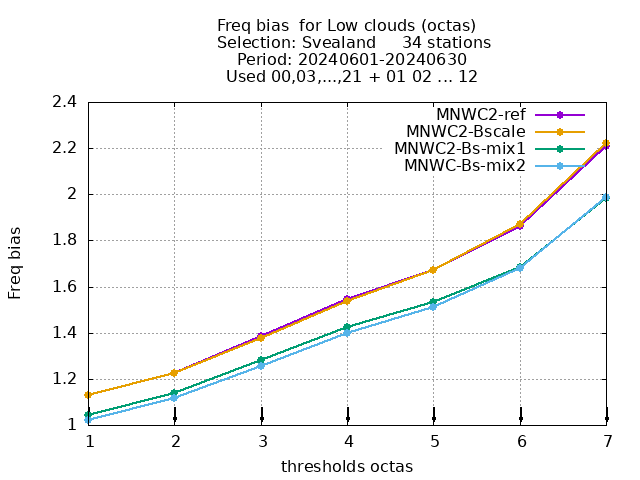 Freq bias  for Low clouds (octas)
Selection: Svealand     34 stations
Period: 20240601-20240630
Used 00,03,...,21 + 01 02 ... 12
MNWC2-ref
MNWC2-Bscale
MNWC2-Bs-mix1
MNWC-Bs-mix2
2.4
2.2
2
1.8
1.6
1.4
1.2
1
Freq bias
1 2 3 4 5 6 7
thresholds octas